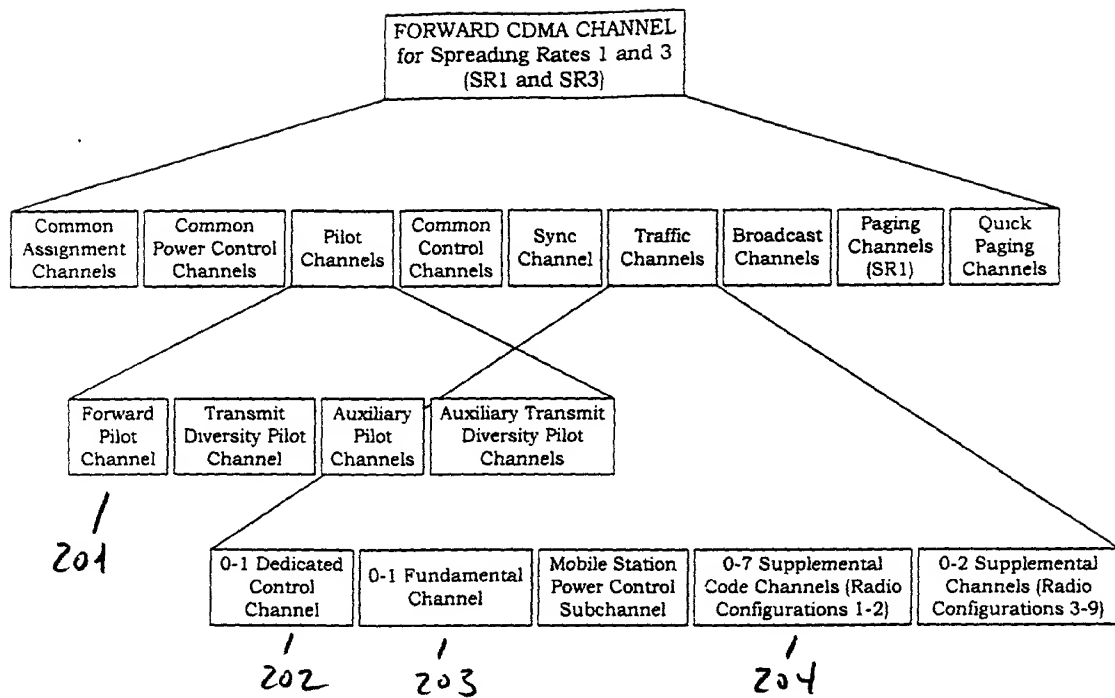 FORWARD CDMA CHANNEL
for Spreading Rates 1 and 3
(SR1 and SR3)
Common
Assignment
Channels
Common
Power Control
Channels
Pilot
Channels
Common
Control
Channels
Sync
Channel
Traffic
Channels
Broadcast
Channels
Paging
Channels
(SR1)
Quick
Paging
Channels
Forward
Pilot
Channel
Transmit
Diversity Pilot
Channel
Auxiliary
Pilot
Channels
Auxiliary Transmit
Diversity Pilot
Channels
201
0-1 Dedicated
Control
Channel
0-1 Fundamental
Channel
Mobile Station
Power Control
Subchannel
0-7 Supplemental
Code Channels (Radio
Configurations 1-2)
0-2 Supplemental
Channels (Radio
Configurations 3-9)
202
203
204